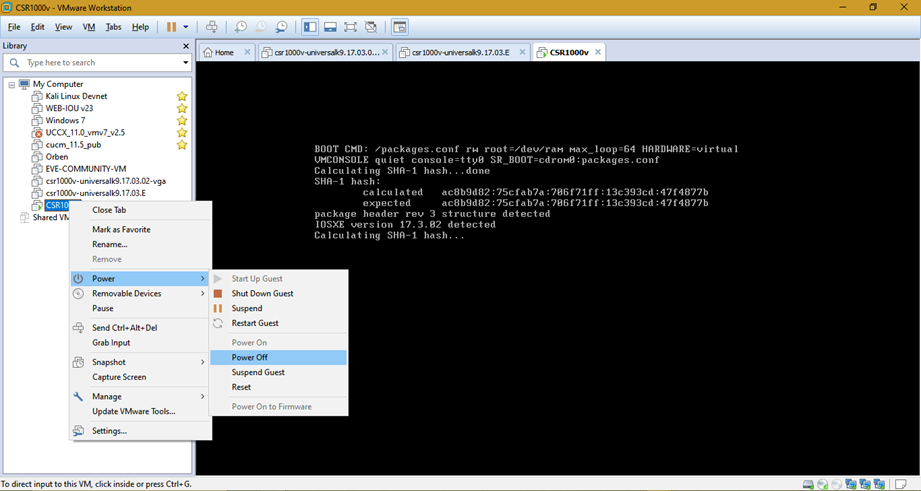 CSR1000v - VMware Workstation
File Edit View VM Tabs Help
Library
Type here to search
My Computer
Kali Linux Devnet
WEB-IOU v23
Windows 7
UCCX_11.0_vmv7_v2.5
cucm_11.5_pub
Orben
EVE-COMMUNITY-VM
csr1000v-universalk9.17.03.02-vga
csr1000v-universalk9.17.03.E
CSR10
Shared VM
Home
csr1000v-universalk9.17.03.0...
csr1000v-universalk9.17.03.E
CSR1000v
BOOT CMD: /packages.conf rw root=/dev/ram max_loop=64 HARDWARE=virtual
VMCONSOLE quiet console=tty0 SR_BOOT=cdrom0:packages.conf
Calculating SHA-1 hash...done
SHA-1 hash:
calculated ac8b9d82:75cfab7a:706f71ff:13c393cd:47f4877b
expected ac8b9d82:75cfab7a:706f71ff:13c393cd:47f4877b
package header rev 3 structure detected
IOSXE version 17.3.02 detected
Calculating SHA-1 hash...
Close Tab
Mark as Favorite
Rename...
Remove
Power
Removable Devices
Pause
Send Ctrl+Alt+Del
Grab Input
Snapshot
Capture Screen
Manage
Update VMware Tools...
Settings...
Start Up Guest
Shut Down Guest
Suspend
Restart Guest
Power On
Power Off
Suspend Guest
Reset
Power On to Firmware
To direct input to this VM, click inside or press Ctrl+G.